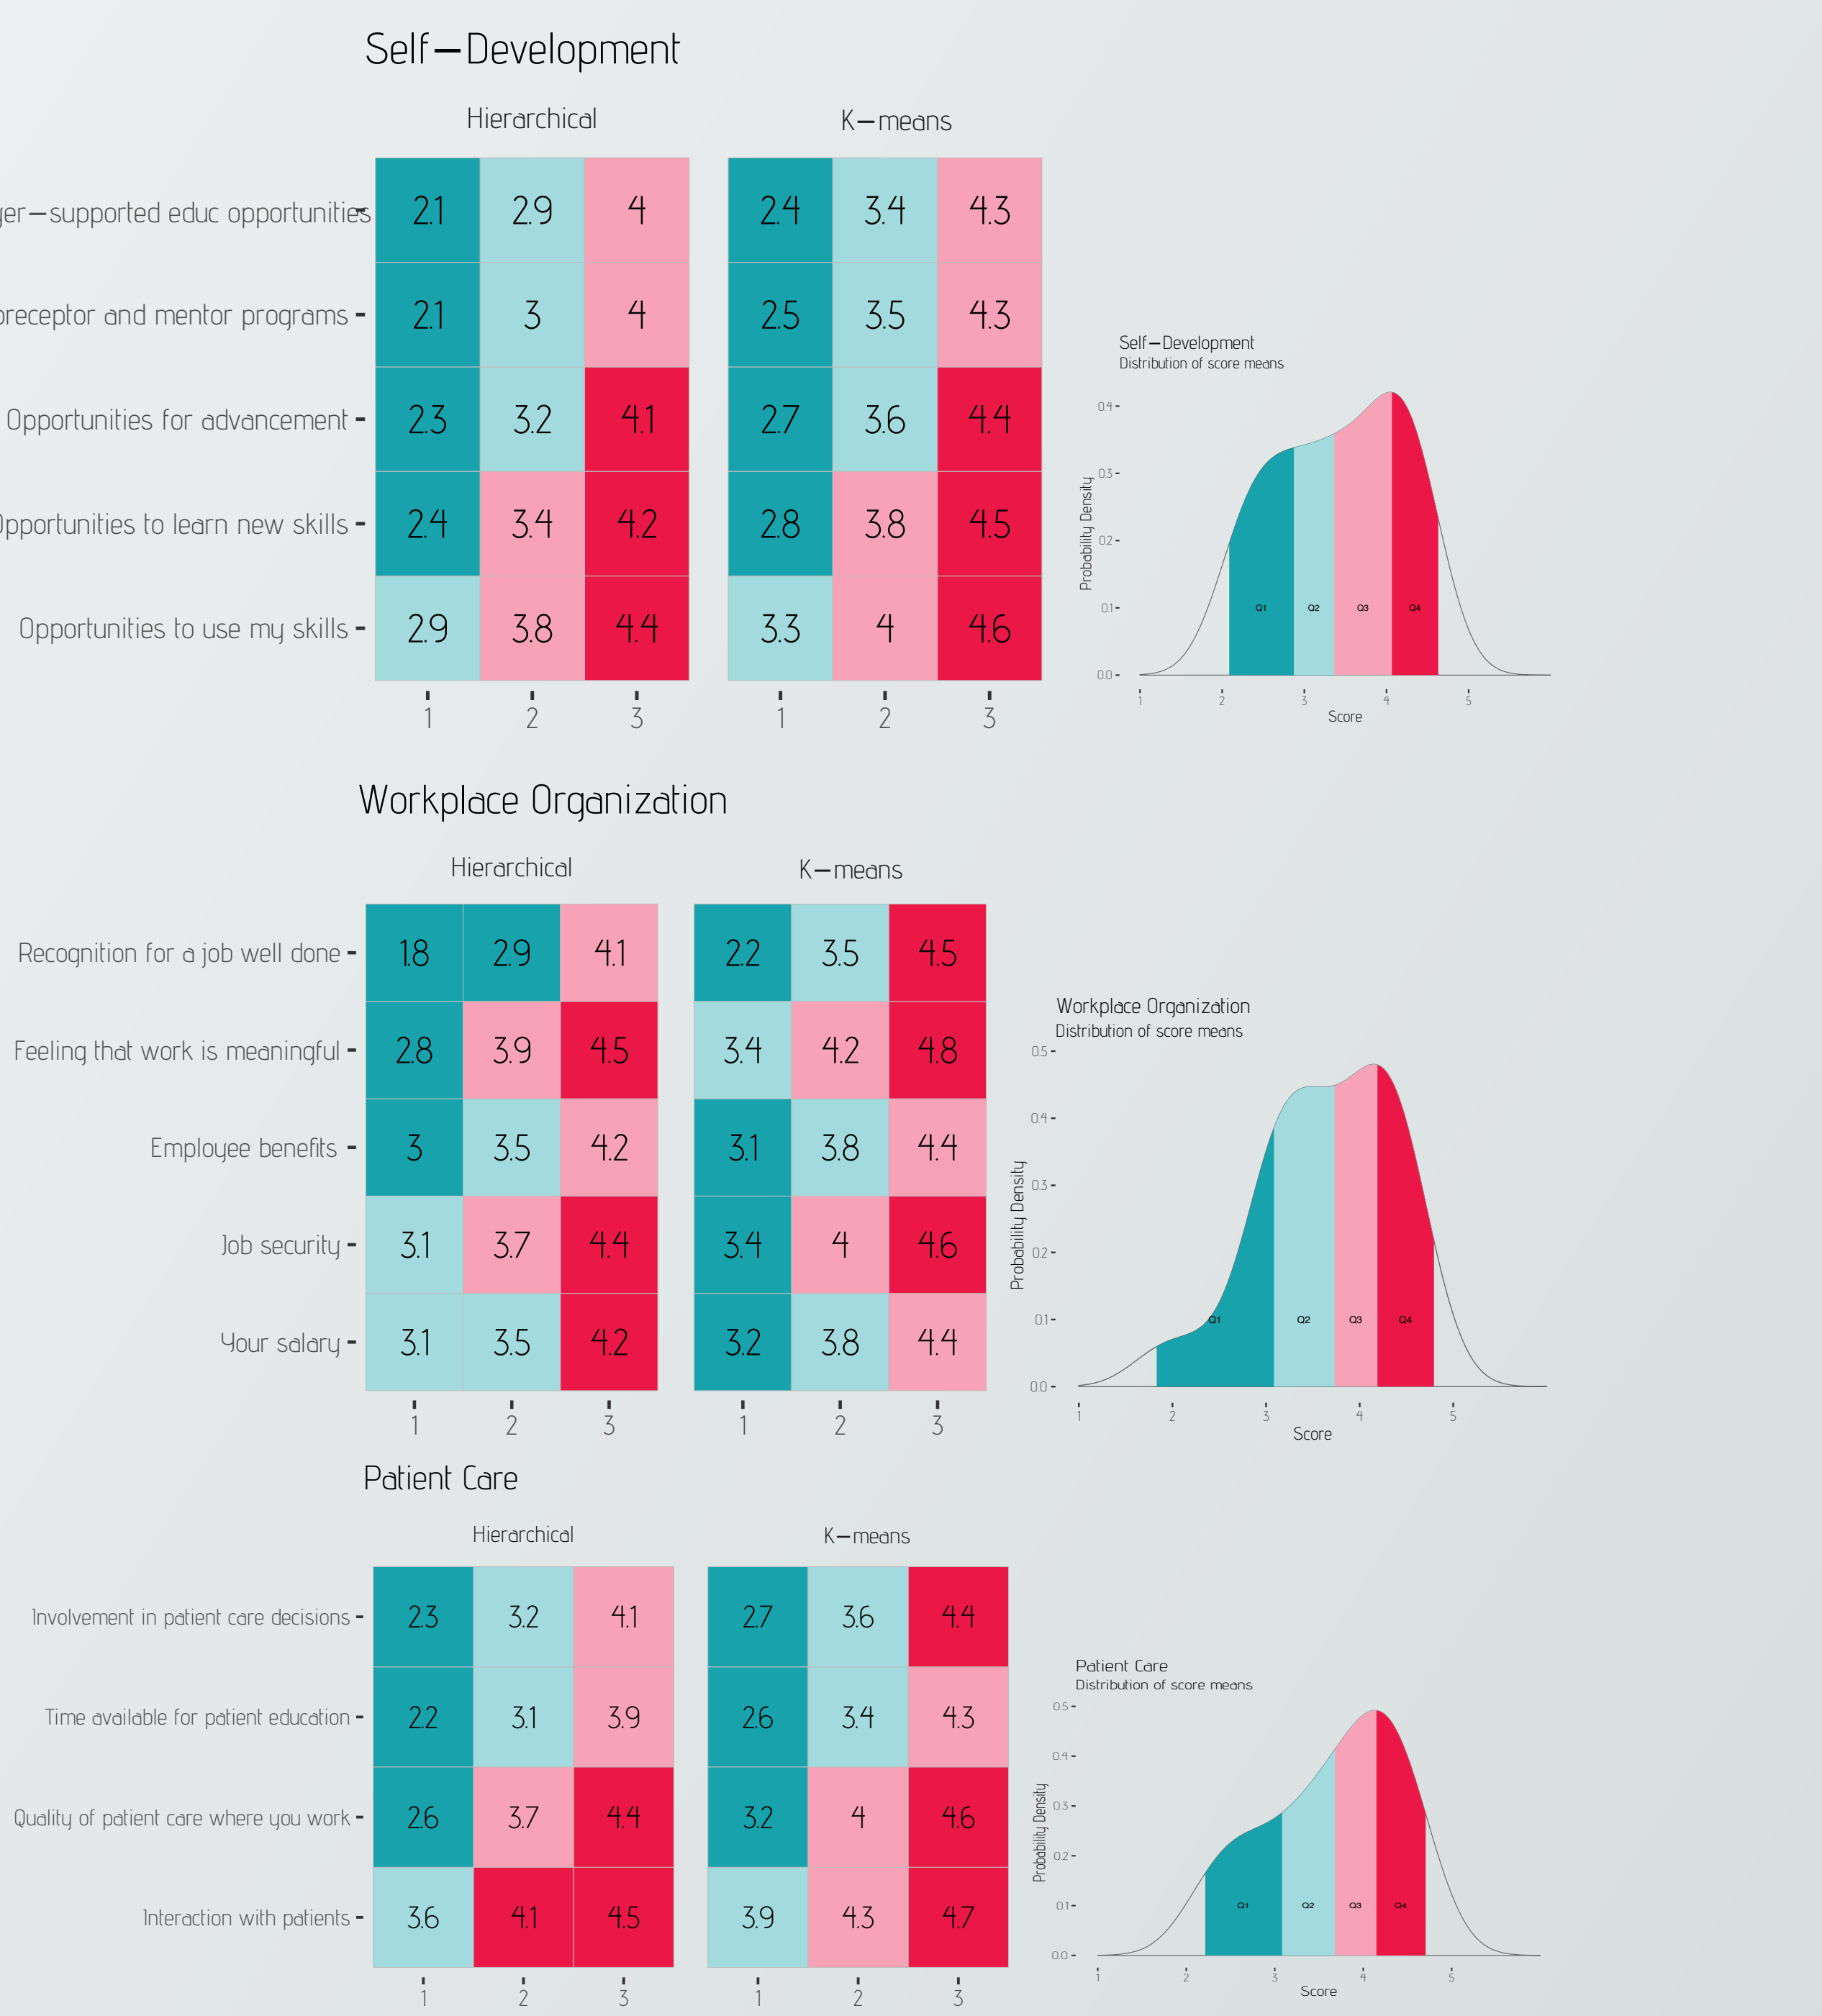 Self–Development
Hierarchical K–means
supported educ opportunities 2.1 2.9 4 2.4 3.4 4.3
and mentor programs 2.1 3 4 2.5 3.5 4.3
Opportunities for advancement 2.3 3.2 4.1 2.7 3.6 4.4
Opportunities to learn new skills 2.4 3.4 4.2 2.8 3.8 4.5
Opportunities to use my skills 2.9 3.8 4.4 3.3 4 4.6
1 2 3 1 2 3
Self–Development
Distribution of score means
Probability Density
0.4
0.3
0.2
0.1
0.0
Q1 Q2 Q3 Q4
1 2 3 4 5
Score
Workplace Organization
Hierarchical K–means
Recognition for a job well done 1.8 2.9 4.1 2.2 3.5 4.5
Feeling that work is meaningful 2.8 3.9 4.5 3.4 4.2 4.8
Employee benefits 3 3.5 4.2 3.1 3.8 4.4
Job security 3.1 3.7 4.4 3.4 4 4.6
Your salary 3.1 3.5 4.2 3.2 3.8 4.4
1 2 3 1 2 3
Workplace Organization
Distribution of score means
Probability Density
0.5
0.4
0.3
0.2
0.1
0.0
Q1 Q2 Q3 Q4
1 2 3 4 5
Score
Patient Care
Hierarchical K–means
Involvement in patient care decisions 2.3 3.2 4.1 2.7 3.6 4.4
Time available for patient education 2.2 3.1 3.9 2.6 3.4 4.3
Quality of patient care where you work 2.6 3.7 4.4 3.2 4 4.6
Interaction with patients 3.6 4.1 4.5 3.9 4.3 4.7
1 2 3 1 2 3
Patient Care
Distribution of score means
Probability Density
0.5
0.4
0.3
0.2
0.1
0.0
Q1 Q2 Q3 Q4
1 2 3 4 5
Score